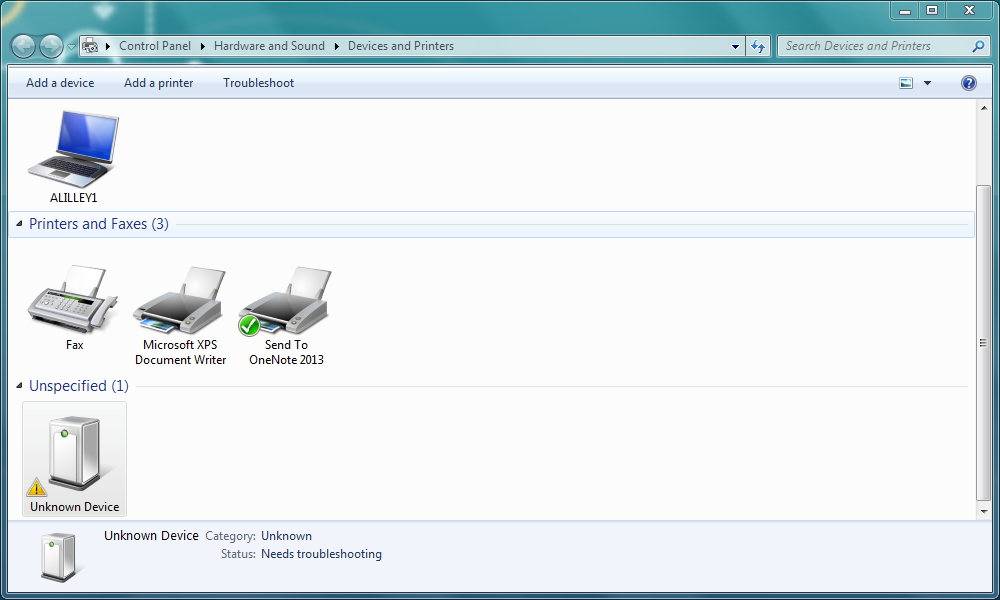 Control Panel Hardware and Sound Devices and Printers Search Devices and Printers
Add a device Add a printer Troubleshoot
ALILLEY1
Printers and Faxes (3)
Fax
Microsoft XPS
Document Writer
Send To
OneNote 2013
Unspecified (1)
Unknown Device
Unknown Device Category: Unknown
Status: Needs troubleshooting